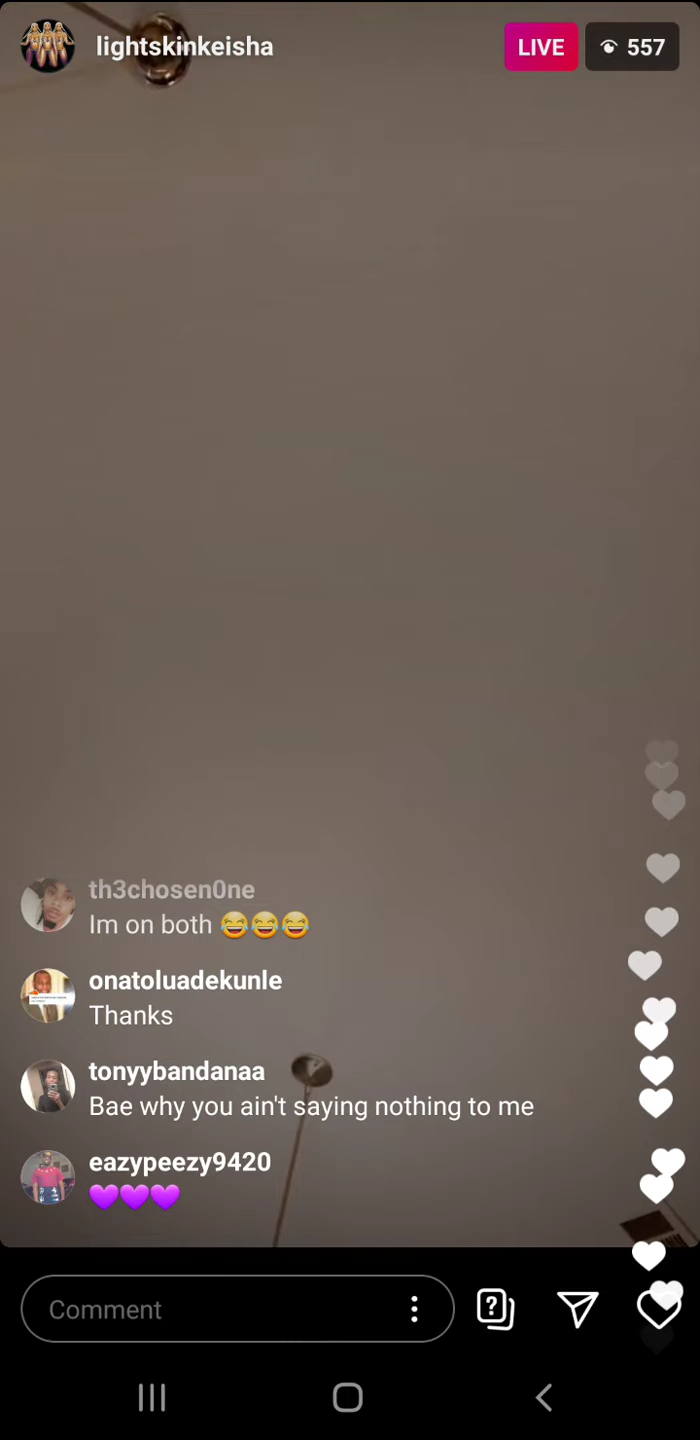 lightskinkeisha
LIVE
557
th3chosen0ne
Im on both 😂😂😂
onatoluadekunle
Thanks
tonyybandanaa
Bae why you ain't saying nothing to me
eazypeezy9420
💜💜💜
Comment